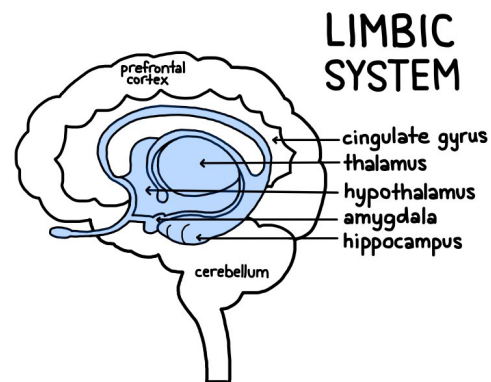 LIMBIC
SYSTEM
prefrontal
cortex
cingulate gyrus
thalamus
hypothalamus
amygdala
hippocampus
cerebellum